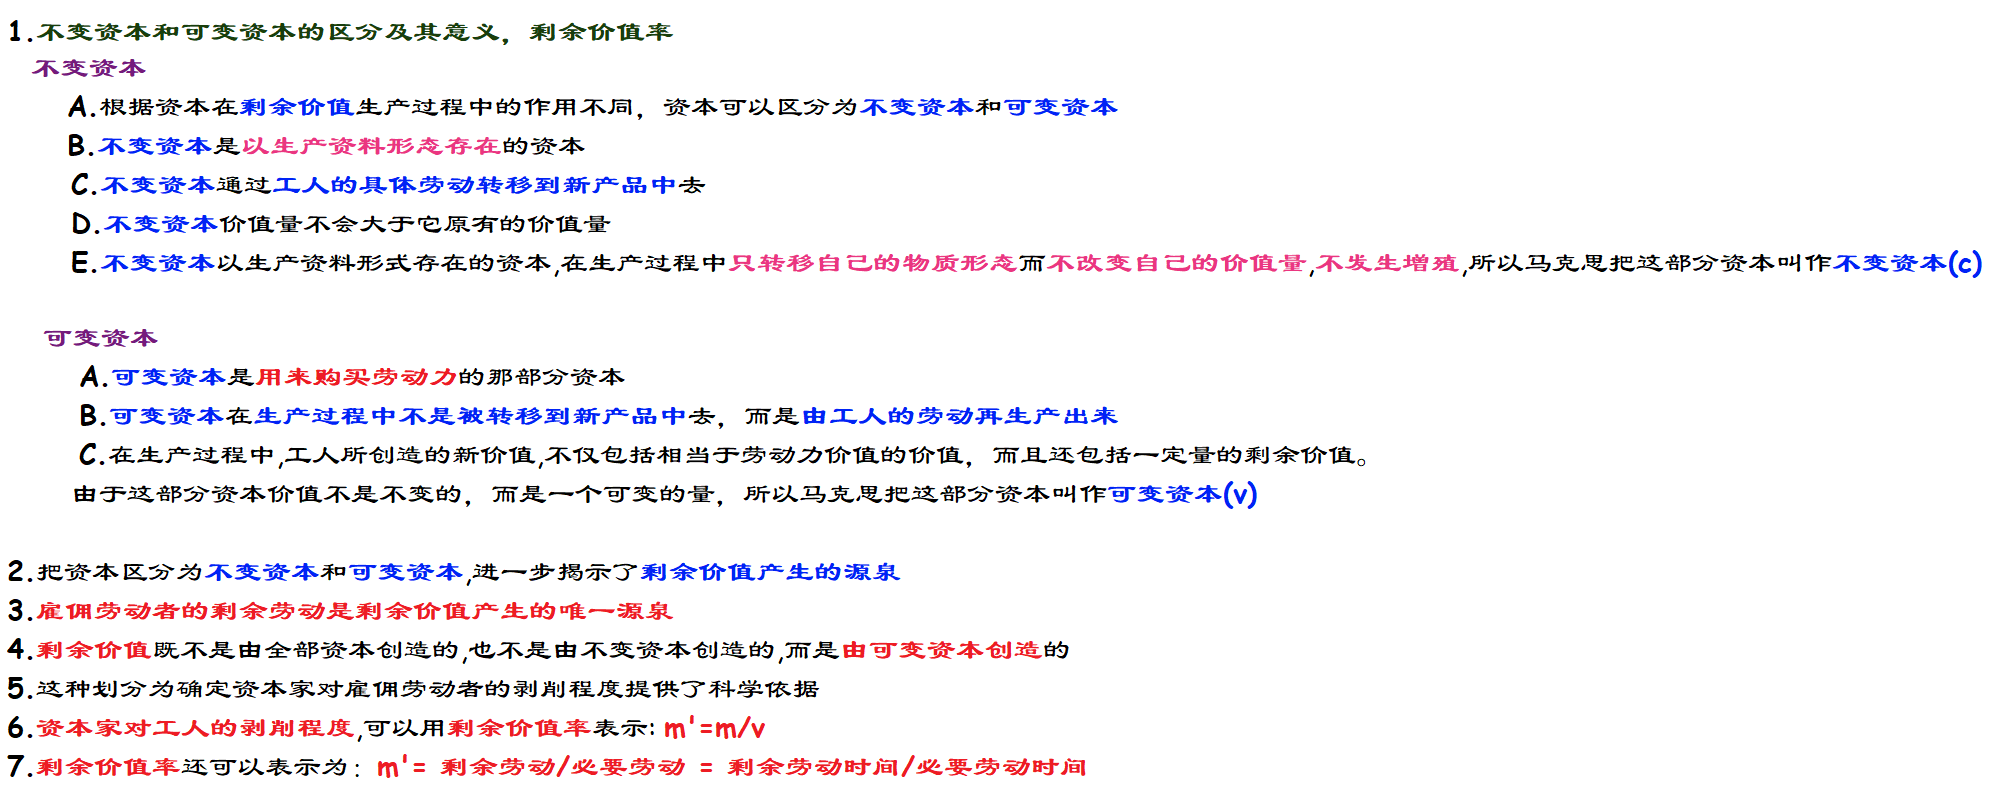 1.不变资本和可变资本的区分及其意义，剩余价值率
不变资本
A.根据资本在剩余价值生产过程中的作用不同，资本可以区分为不变资本和可变资本
B.不变资本是以生产资料形态存在的资本
C.不变资本通过工人的具体劳动转移到新产品中去
D.不变资本价值量不会大于它原有的价值量
E.不变资本以生产资料形式存在的资本,在生产过程中只转移自己的物质形态而不改变自己的价值量,不发生增殖,所以马克思把这部分资本叫作不变资本(c)
可变资本
A.可变资本是用来购买劳动力的那部分资本
B.可变资本在生产过程中不是被转移到新产品中去，而是由工人的劳动再生产出来
C.在生产过程中,工人所创造的新价值,不仅包括相当于劳动力价值的价值，而且还包括一定量的剩余价值。
由于这部分资本价值不是不变的，而是一个可变的量，所以马克思把这部分资本叫作可变资本(v)
2.把资本区分为不变资本和可变资本,进一步揭示了剩余价值产生的源泉
3.雇佣劳动者的剩余劳动是剩余价值产生的唯一源泉
4.剩余价值既不是由全部资本创造的,也不是由不变资本创造的,而是由可变资本创造的
5.这种划分为确定资本家对雇佣劳动者的剥削程度提供了科学依据
6.资本家对工人的剥削程度,可以用剩余价值率表示: m'=m/v
7.剩余价值率还可以表示为：m'= 剩余劳动/必要劳动 = 剩余劳动时间/必要劳动时间